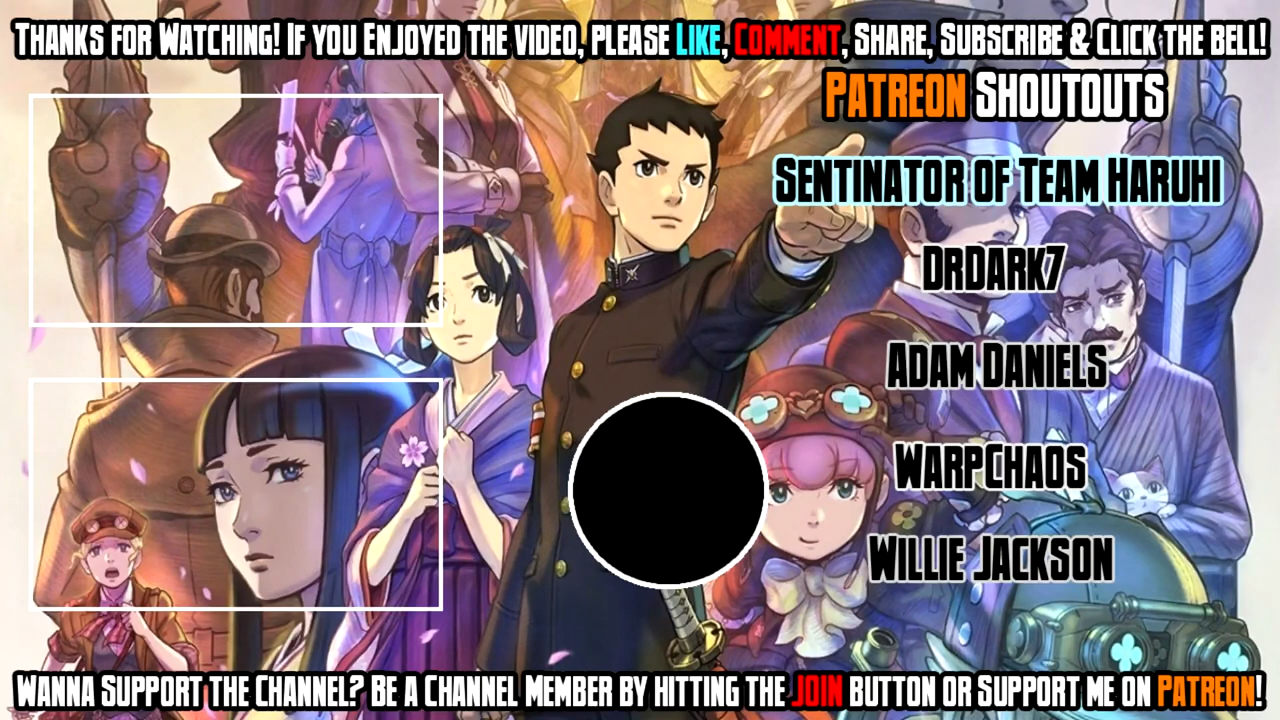 Thanks for Watching! If you Enjoyed the video, please Like, Comment, Share, Subscribe & Click the bell!
Patreon Shoutouts
Sentinator of Team Haruhi
DrDark7
Adam Daniels
WarpChaos
Willie Jackson
Wanna Support the Channel? Be a Channel Member by hitting the Join button or Support me on Patreon!